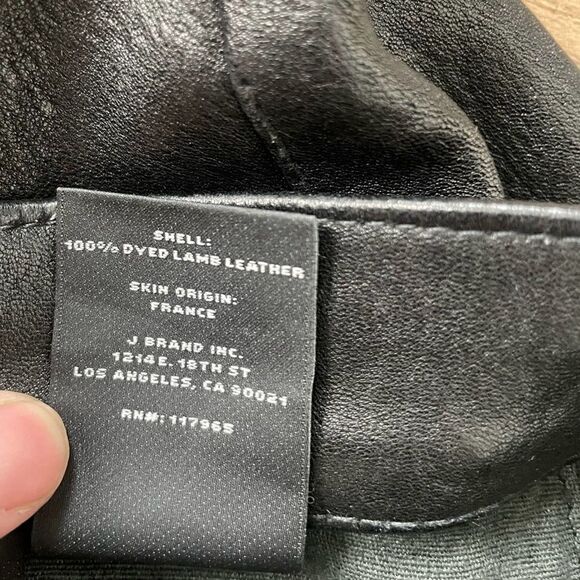 SHELL:
100% DYED LAMB LEATHER
SKIN ORIGIN:
FRANCE
J BRAND INC.
1214 E. 18TH ST
LOS ANGELES, CA 90021
RN#: 117965